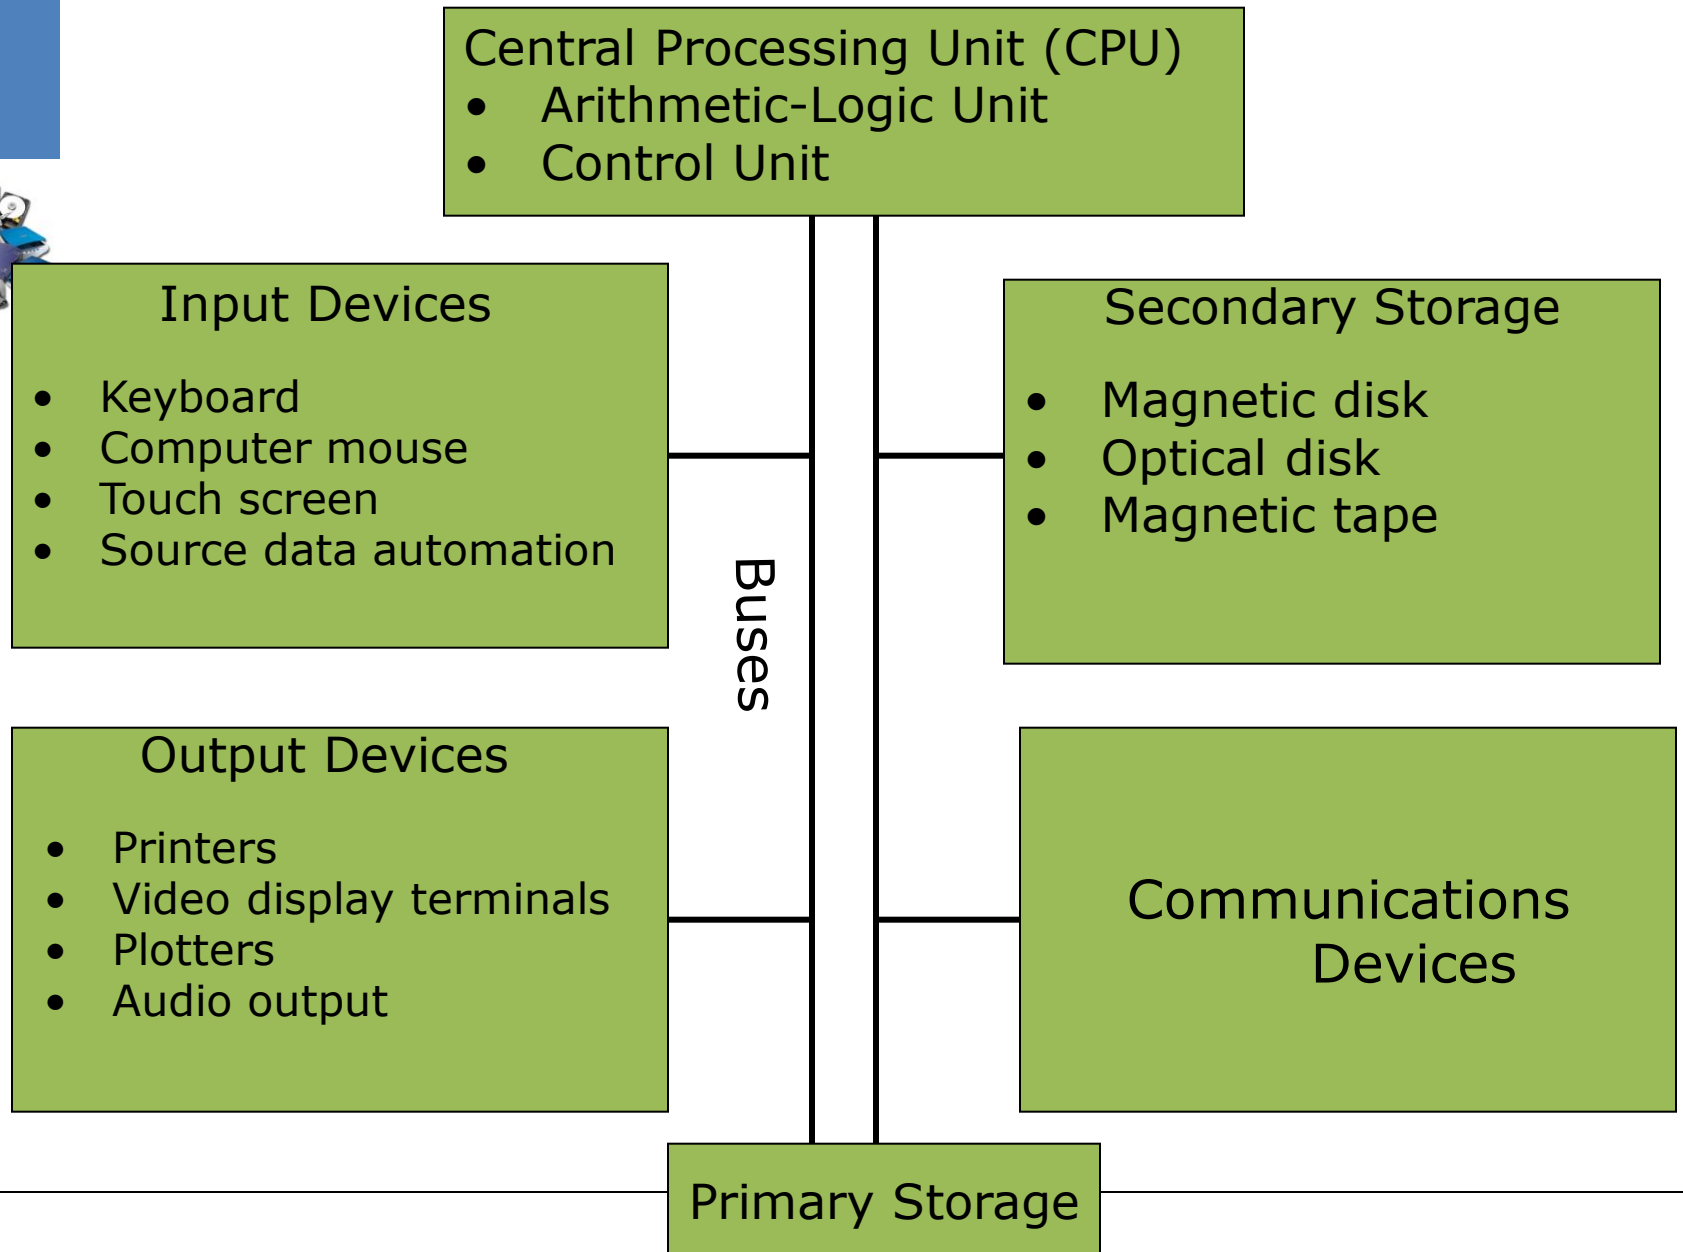 Central Processing Unit (CPU)
• Arithmetic-Logic Unit
• Control Unit
Input Devices
• Keyboard
• Computer mouse
• Touch screen
• Source data automation
Secondary Storage
• Magnetic disk
• Optical disk
• Magnetic tape
Buses
Output Devices
• Printers
• Video display terminals
• Plotters
• Audio output
Communications
Devices
Primary Storage